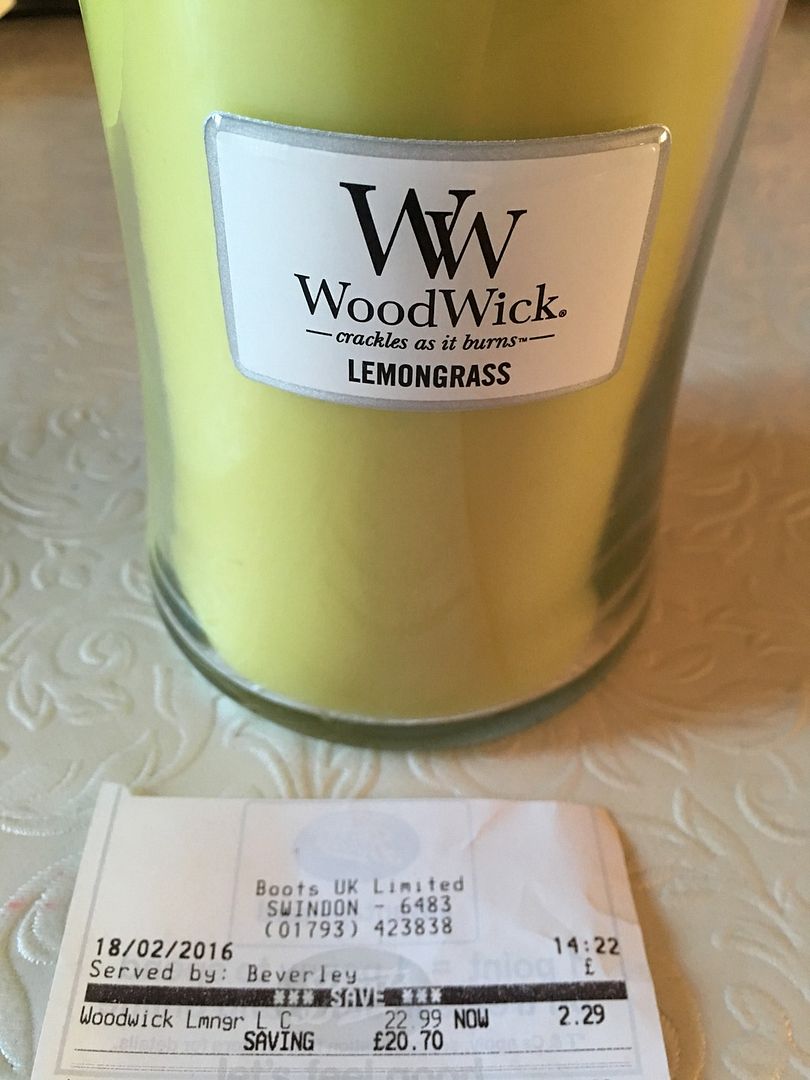 WW
WoodWick®
crackles as it burns™
LEMONGRASS
Boots UK Limited
SWINDON - 6483
(01793) 423838
18/02/2016 14:22
Served by: Beverley £
*** SAVE ***
Woodwick Lmngr L C 22.99 NOW 2.29
SAVING £20.70